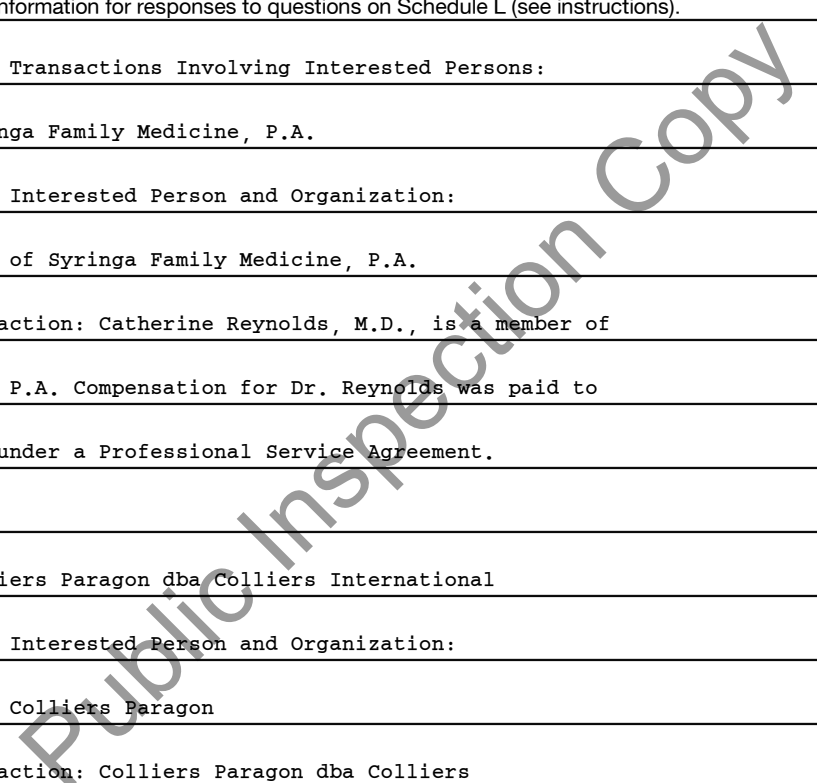 nformation for responses to questions on Schedule L (see instructions).
Transactions Involving Interested Persons:
nga Family Medicine, P.A.
Interested Person and Organization:
of Syringa Family Medicine, P.A.
action: Catherine Reynolds, M.D., is a member of
P.A. Compensation for Dr. Reynolds was paid to
under a Professional Service Agreement.
iers Paragon dba Colliers International
Interested Person and Organization:
Colliers Paragon
action: Colliers Paragon dba Colliers
Public Inspection Copy